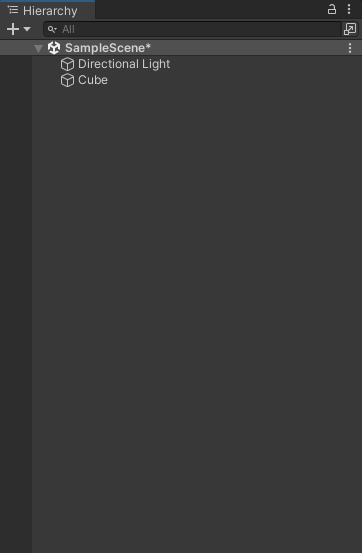 Hierarchy
All
SampleScene*
Directional Light
Cube